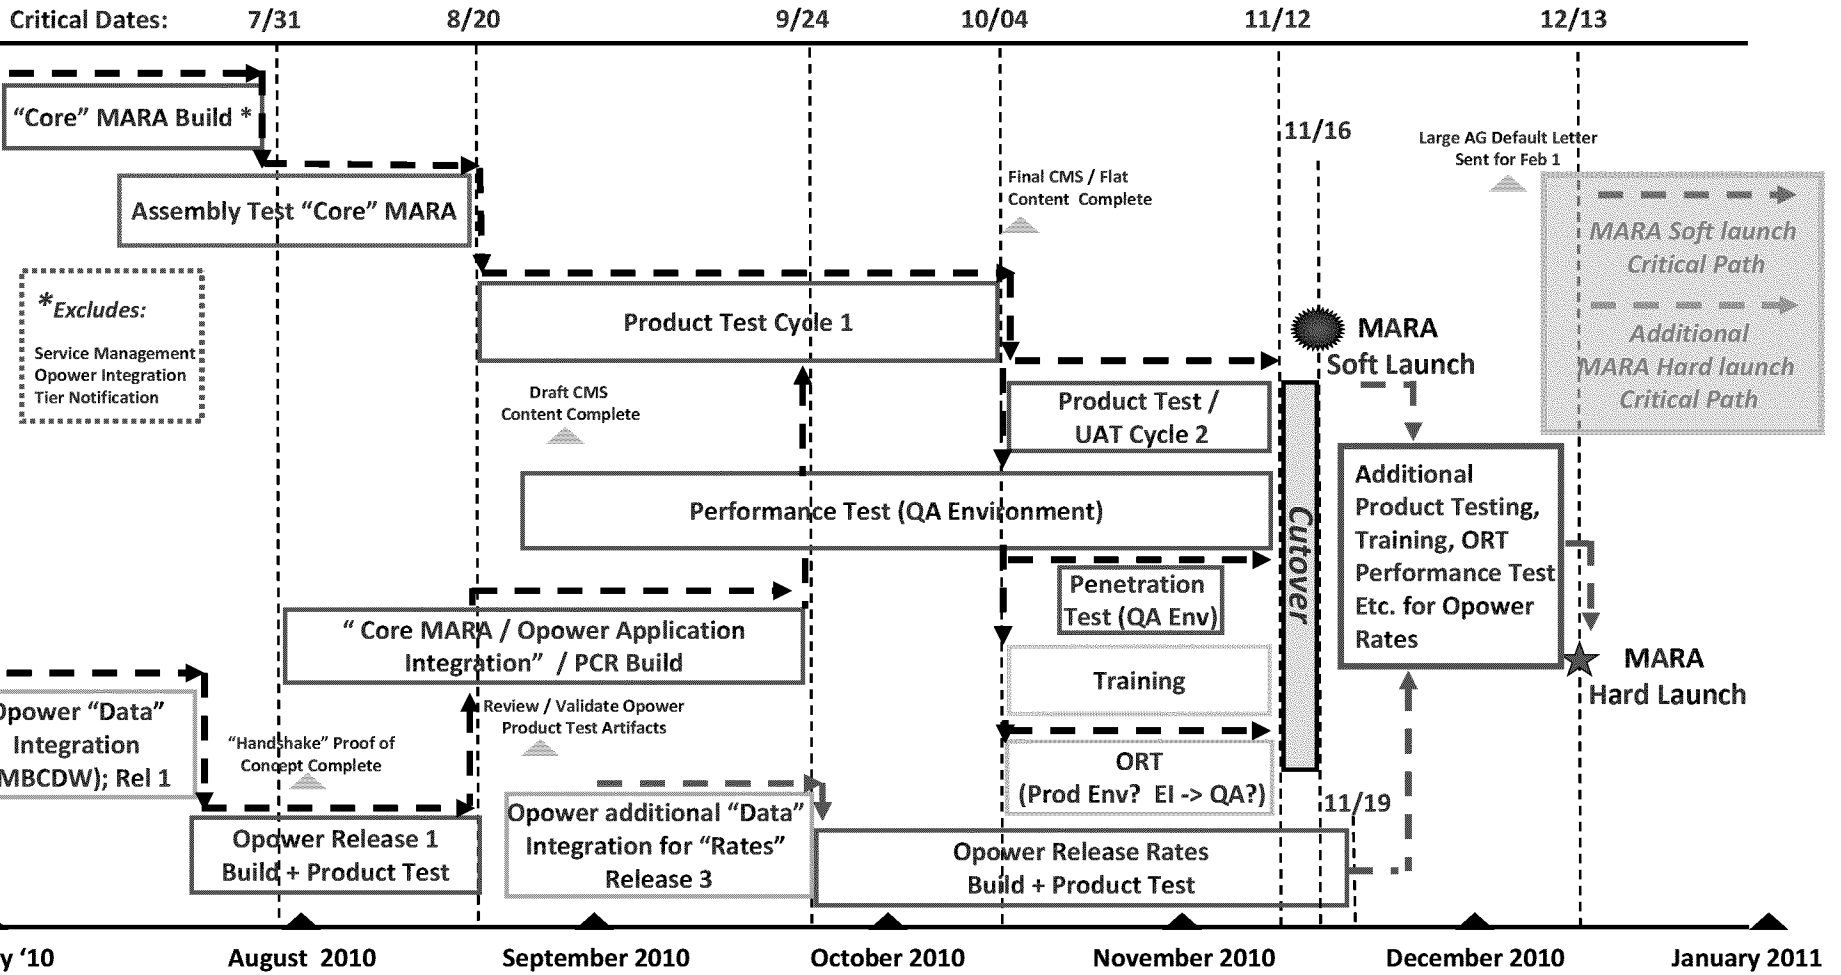 Critical Dates:
7/31
8/20
9/24
10/04
11/12
12/13
“Core” MARA Build *
11/16
Large AG Default Letter
Sent for Feb 1
Assembly Test “Core” MARA
Final CMS / Flat
Content Complete
MARA Soft launch
Critical Path
Additional
MARA Hard launch
Critical Path
*Excludes:
Service Management
Opower Integration
Tier Notification
Product Test Cycle 1
MARA
Soft Launch
Draft CMS
Content Complete
Product Test /
UAT Cycle 2
Performance Test (QA Environment)
Cutover
Additional
Product Testing,
Training, ORT
Performance Test
Etc. for Opower
Rates
Penetration
Test (QA Env)
“ Core MARA / Opower Application
Integration” / PCR Build
Training
MARA
Hard Launch
Opower “Data”
Integration
MBCDW); Rel 1
“Handshake” Proof of
Concept Complete
Review / Validate Opower
Product Test Artifacts
ORT
(Prod Env? EI -> QA?)
11/19
Opower Release 1
Build + Product Test
Opower additional “Data”
Integration for “Rates”
Release 3
Opower Release Rates
Build + Product Test
y ‘10
August 2010
September 2010
October 2010
November 2010
December 2010
January 2011